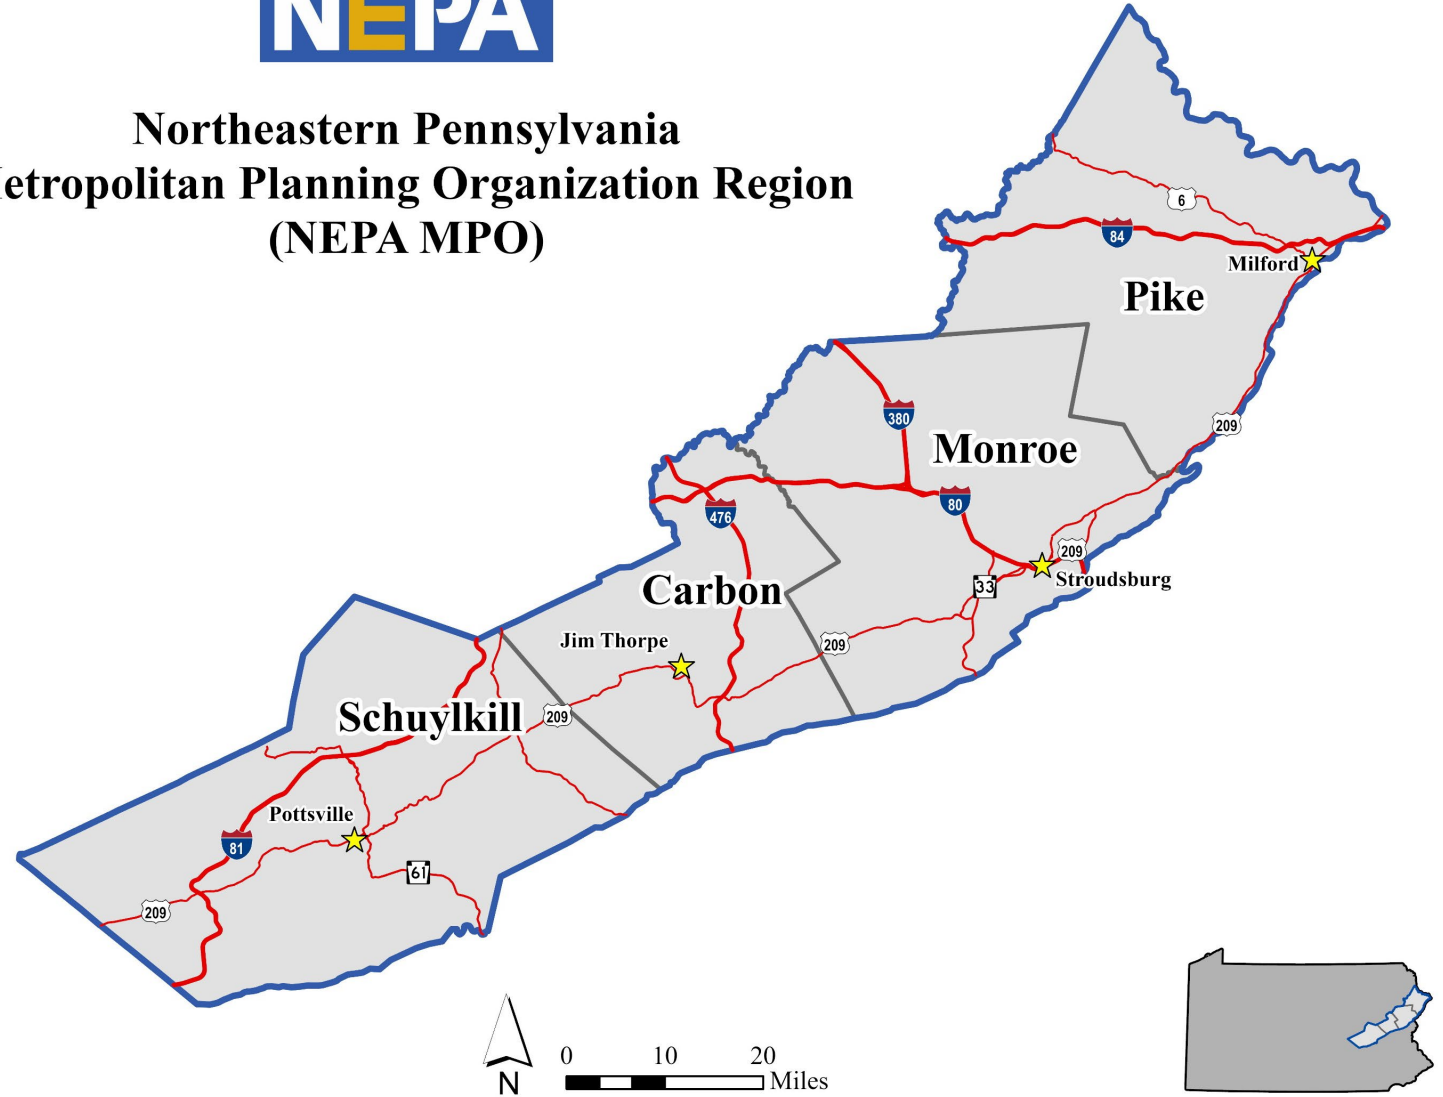 NEPA
Northeastern Pennsylvania
etropolitan Planning Organization Region
(NEPA MPO)
6
84
Milford
Pike
209
380
Monroe
80
476
209
Stroudsburg
33
Carbon
Jim Thorpe
209
Schuylkill
209
Pottsville
81
61
209
N
0 10 20
Miles